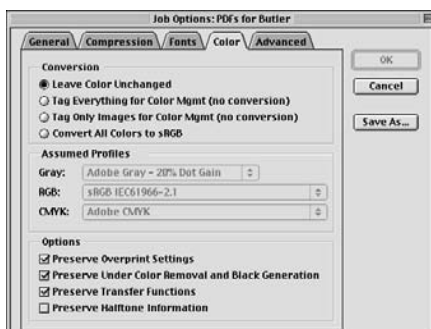 Job Options: PDFs for Butler
General Compression Fonts Color Advanced
OK
Cancel
Save As...
Conversion
Leave Color Unchanged
Tag Everything for Color Mgmt (no conversion)
Tag Only Images for Color Mgmt (no conversion)
Convert All Colors to sRGB
Assumed Profiles
Gray: Adobe Gray - 20% Dot Gain
RGB: sRGB IEC61966-2.1
CMYK: Adobe CMYK
Options
Preserve Overprint Settings
Preserve Under Color Removal and Black Generation
Preserve Transfer Functions
Preserve Halftone Information